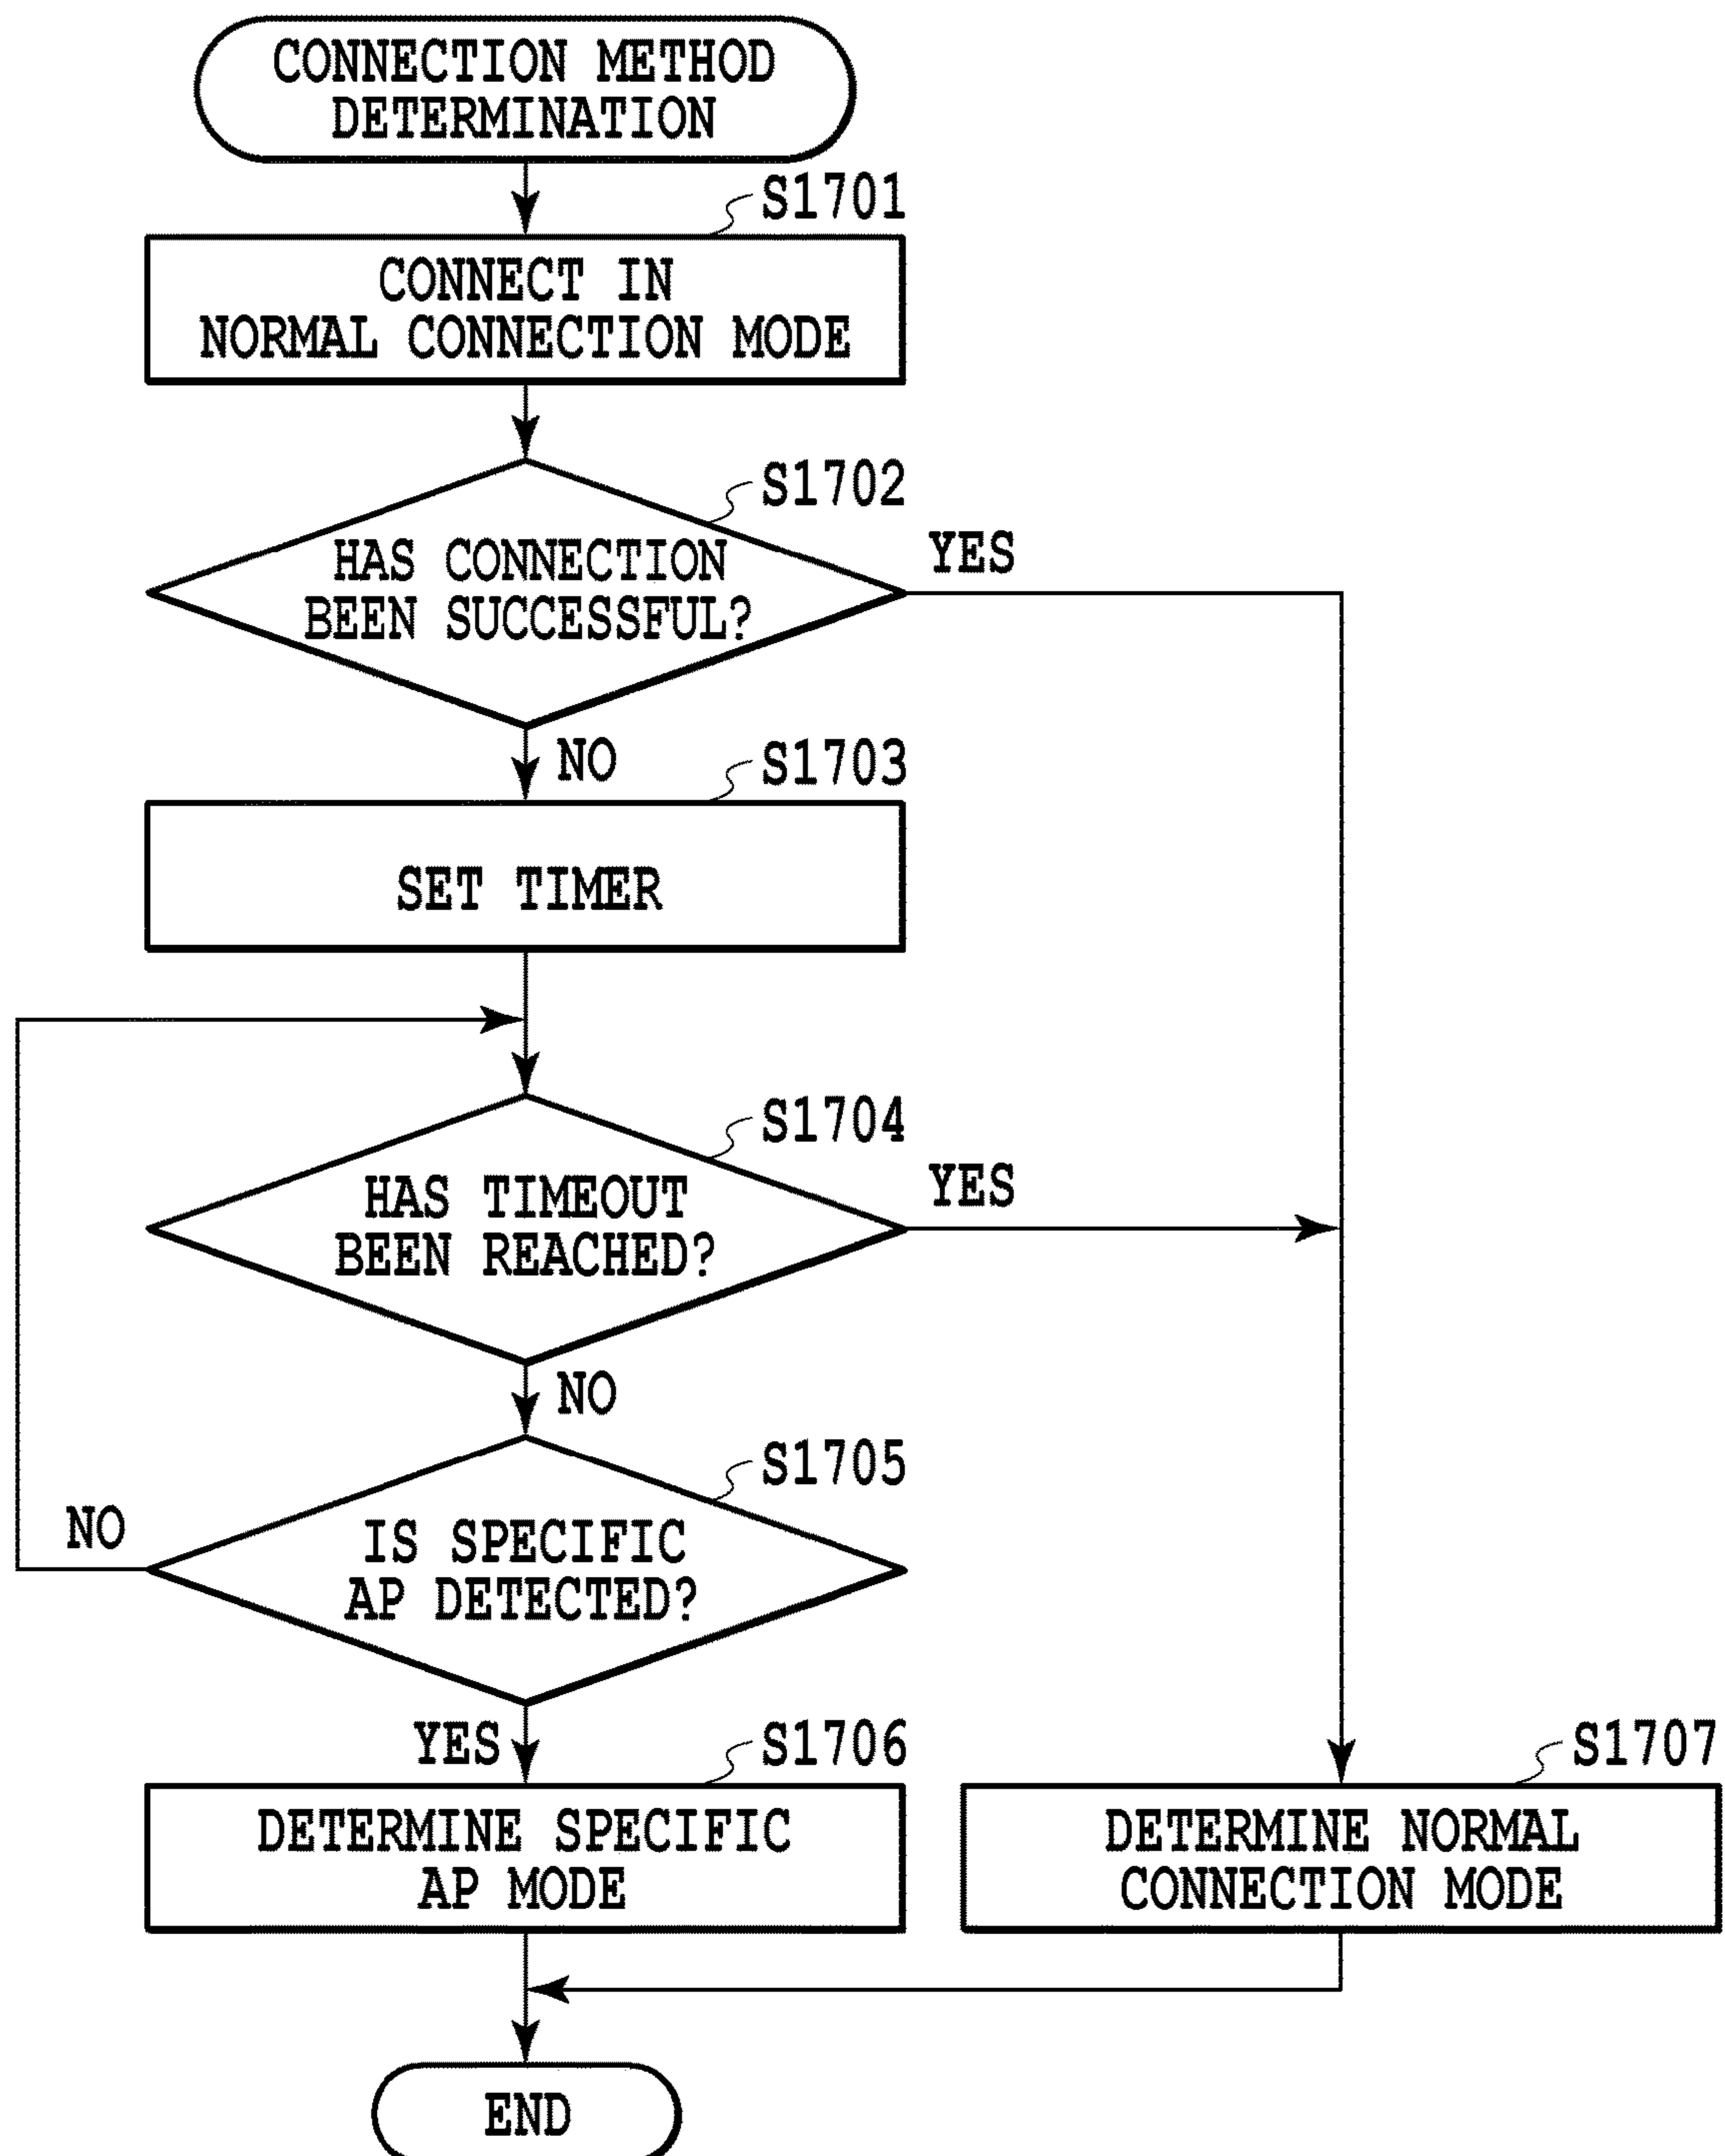 CONNECTION METHOD
DETERMINATION
S1701
CONNECT IN
NORMAL CONNECTION MODE
S1702
HAS CONNECTION
BEEN SUCCESSFUL?
YES
NO
S1703
SET TIMER
S1704
HAS TIMEOUT
BEEN REACHED?
YES
NO
S1705
IS SPECIFIC
AP DETECTED?
NO
YES
S1706
DETERMINE SPECIFIC
AP MODE
S1707
DETERMINE NORMAL
CONNECTION MODE
END